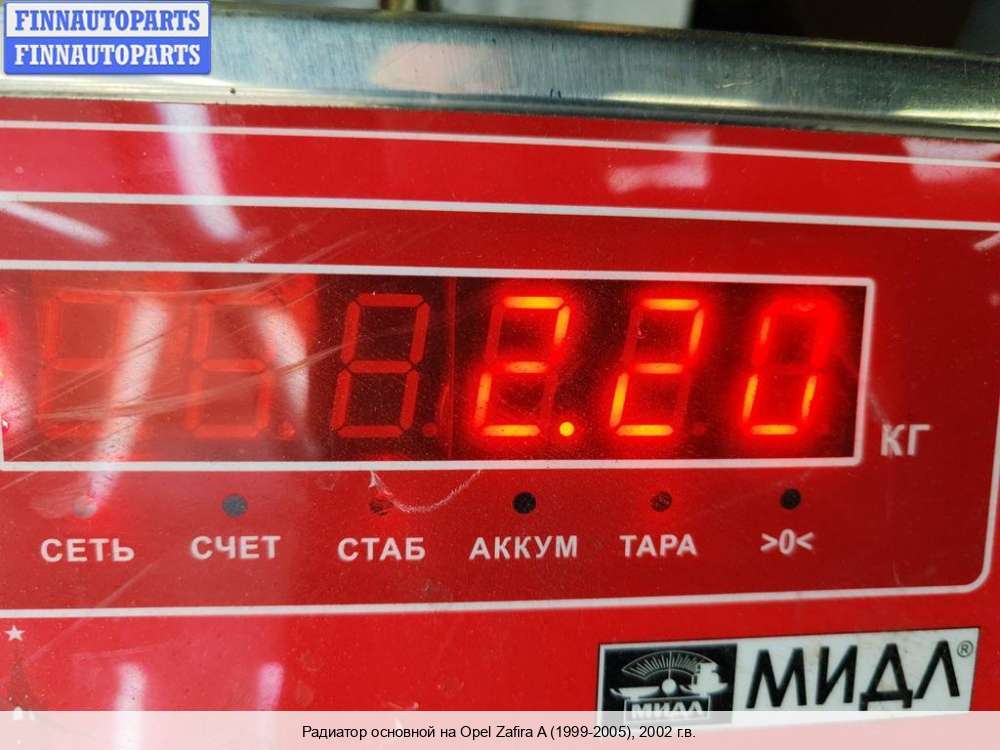 FINNAUTOPARTS
FINNAUTOPARTS
2.20
КГ
СЕТЬ СЧЕТ СТАБ АККУМ ТАРА >0<
МИДЛ МИДЛ®
Радиатор основной на Opel Zafira A (1999-2005), 2002 г.в.